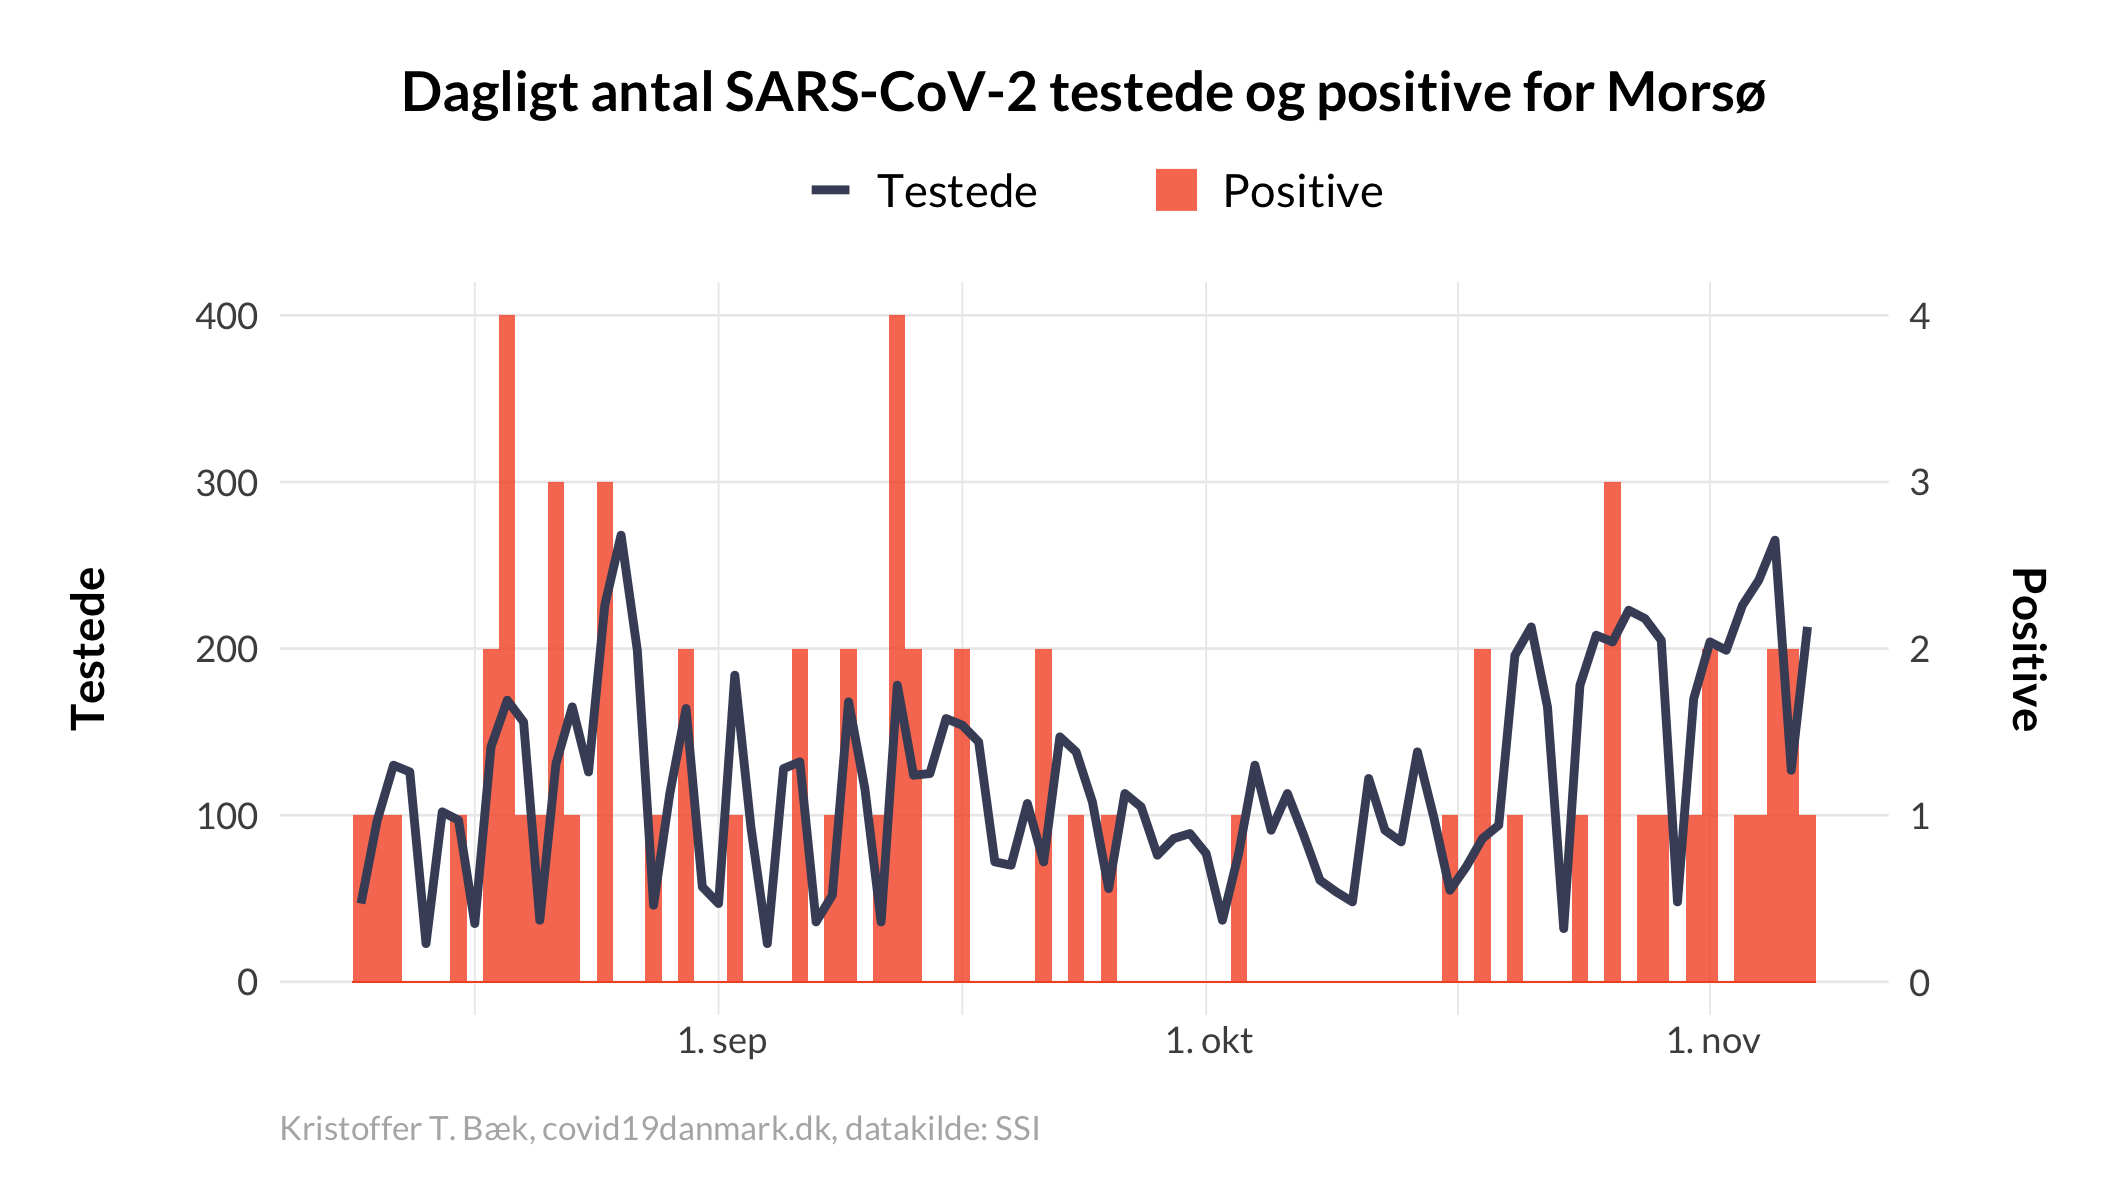 Dagligt antal SARS-CoV-2 testede og positive for Morsø
Testede
Positive
400
300
200
100
0
Testede
4
3
2
1
0
Positive
1. sep
1. okt
1. nov
Kristoffer T. Bæk, covid19danmark.dk, datakilde: SSI